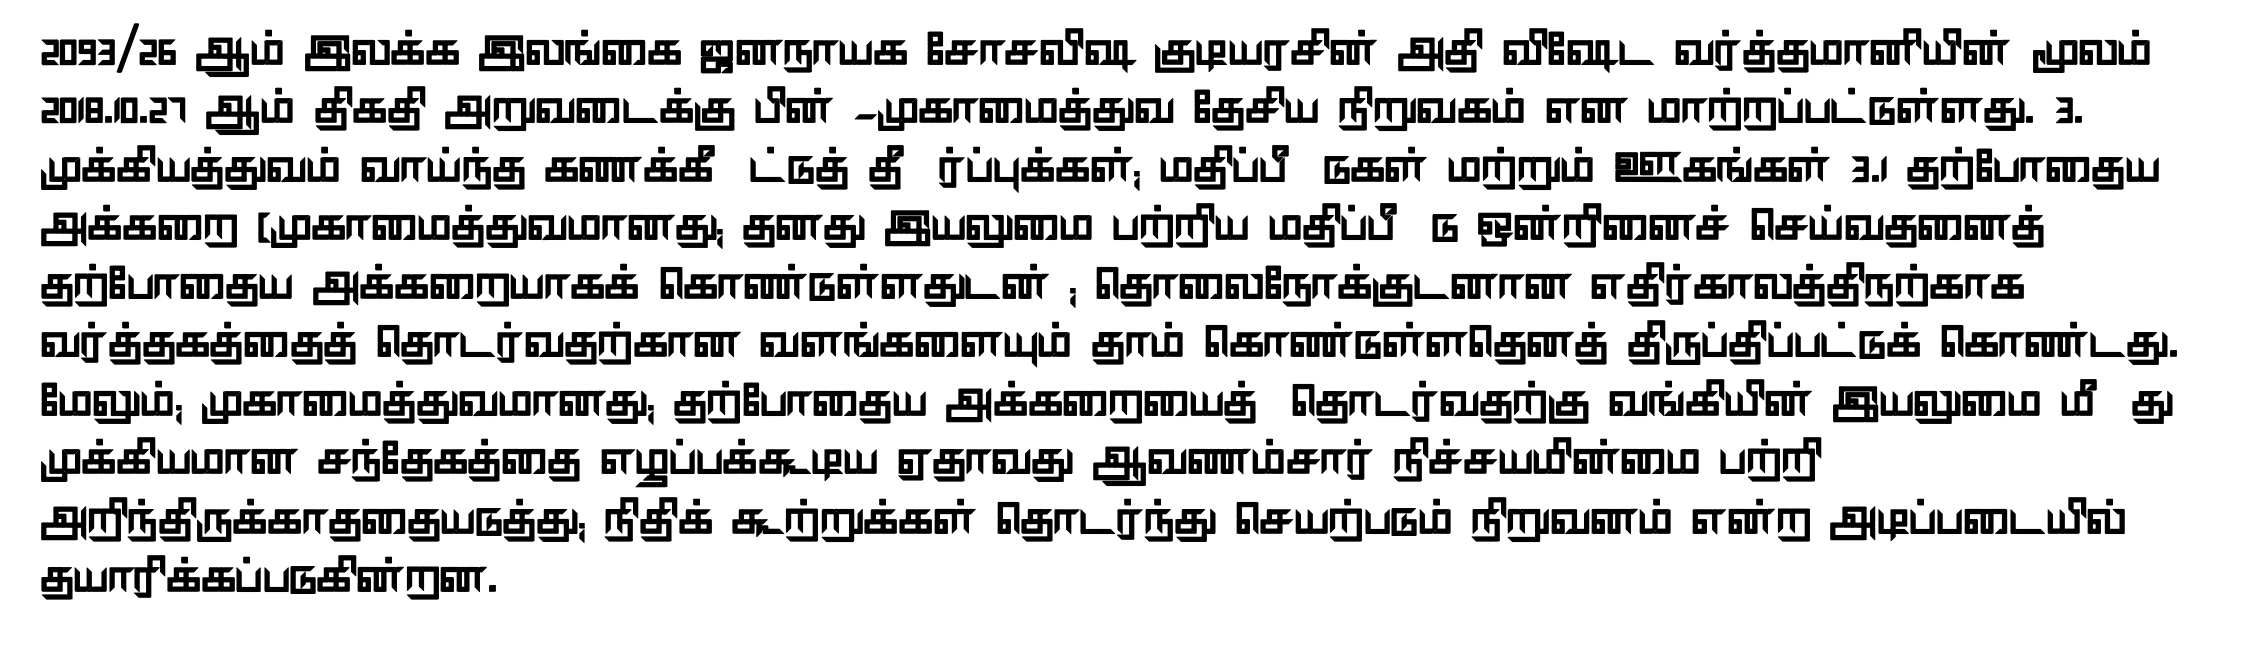 2093/26 ஆம் இலக்க இலங்கை ஜனநாயக சோசலிஷ குடியரசின் அதி விஷேட வர்த்தமானியின் மூலம்
2018.10.27 ஆம் திகதி அறுவடைக்கு பின் -முகாமைத்துவ தேசிய நிறுவகம் என மாற்றப்பட்டுள்ளது. 3.
முக்கியத்துவம் வாய்ந்த கணக்கீ ட்டுத் தீ ர்ப்புக்கள்; மதிப்பீ டுகள் மற்றும் ஊகங்கள் 3.1 தற்போதைய
அக்கறை [முகாமைத்துவமானது; தனது இயலுமை பற்றிய மதிப்பீ டு ஒன்றினைச் செய்வதனைத்
தற்போதைய அக்கறையாகக் கொண்டுள்ளதுடன் ; தொலைநோக்குடனான எதிர்காலத்திநற்காக
வர்த்தகத்தைத் தொடர்வதற்கான வளங்களையும் தாம் கொண்டுள்ளதெனத் திருப்திப்பட்டுக் கொண்டது.
மேலும்; முகாமைத்துவமானது; தற்போதைய அக்கறையைத் தொடர்வதற்கு வங்கியின் இயலுமை மீ து
முக்கியமான சந்தேகத்தை எழுப்பக்கூடிய ஏதாவது ஆவணம்சார் நிச்சயமின்மை பற்றி
அறிந்திருக்காததையடுத்து; நிதிக் கூற்றுக்கள் தொடர்ந்து செயற்படும் நிறுவனம் என்ற அடிப்படையில்
தயாரிக்கப்படுகின்றன.